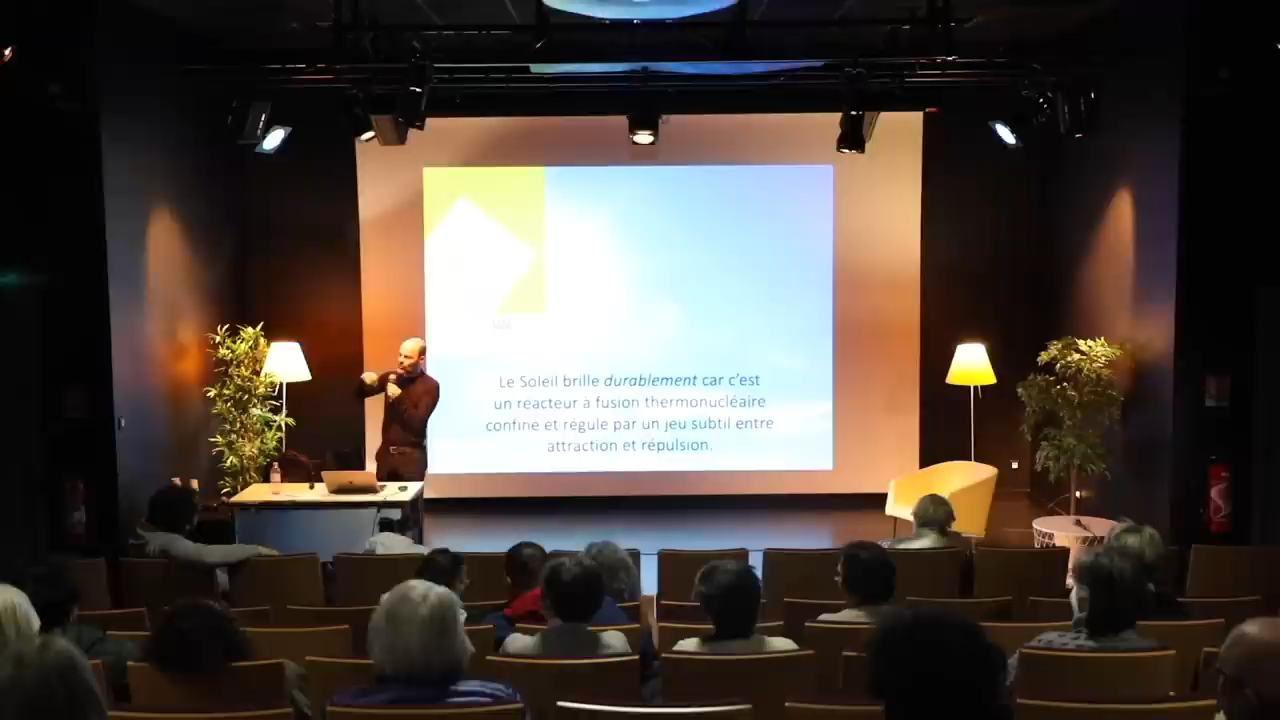 Le Soleil brille durablement car c'est
un réacteur à fusion thermonucléaire
confiné et régulé par un jeu subtil entre
attraction et répulsion.